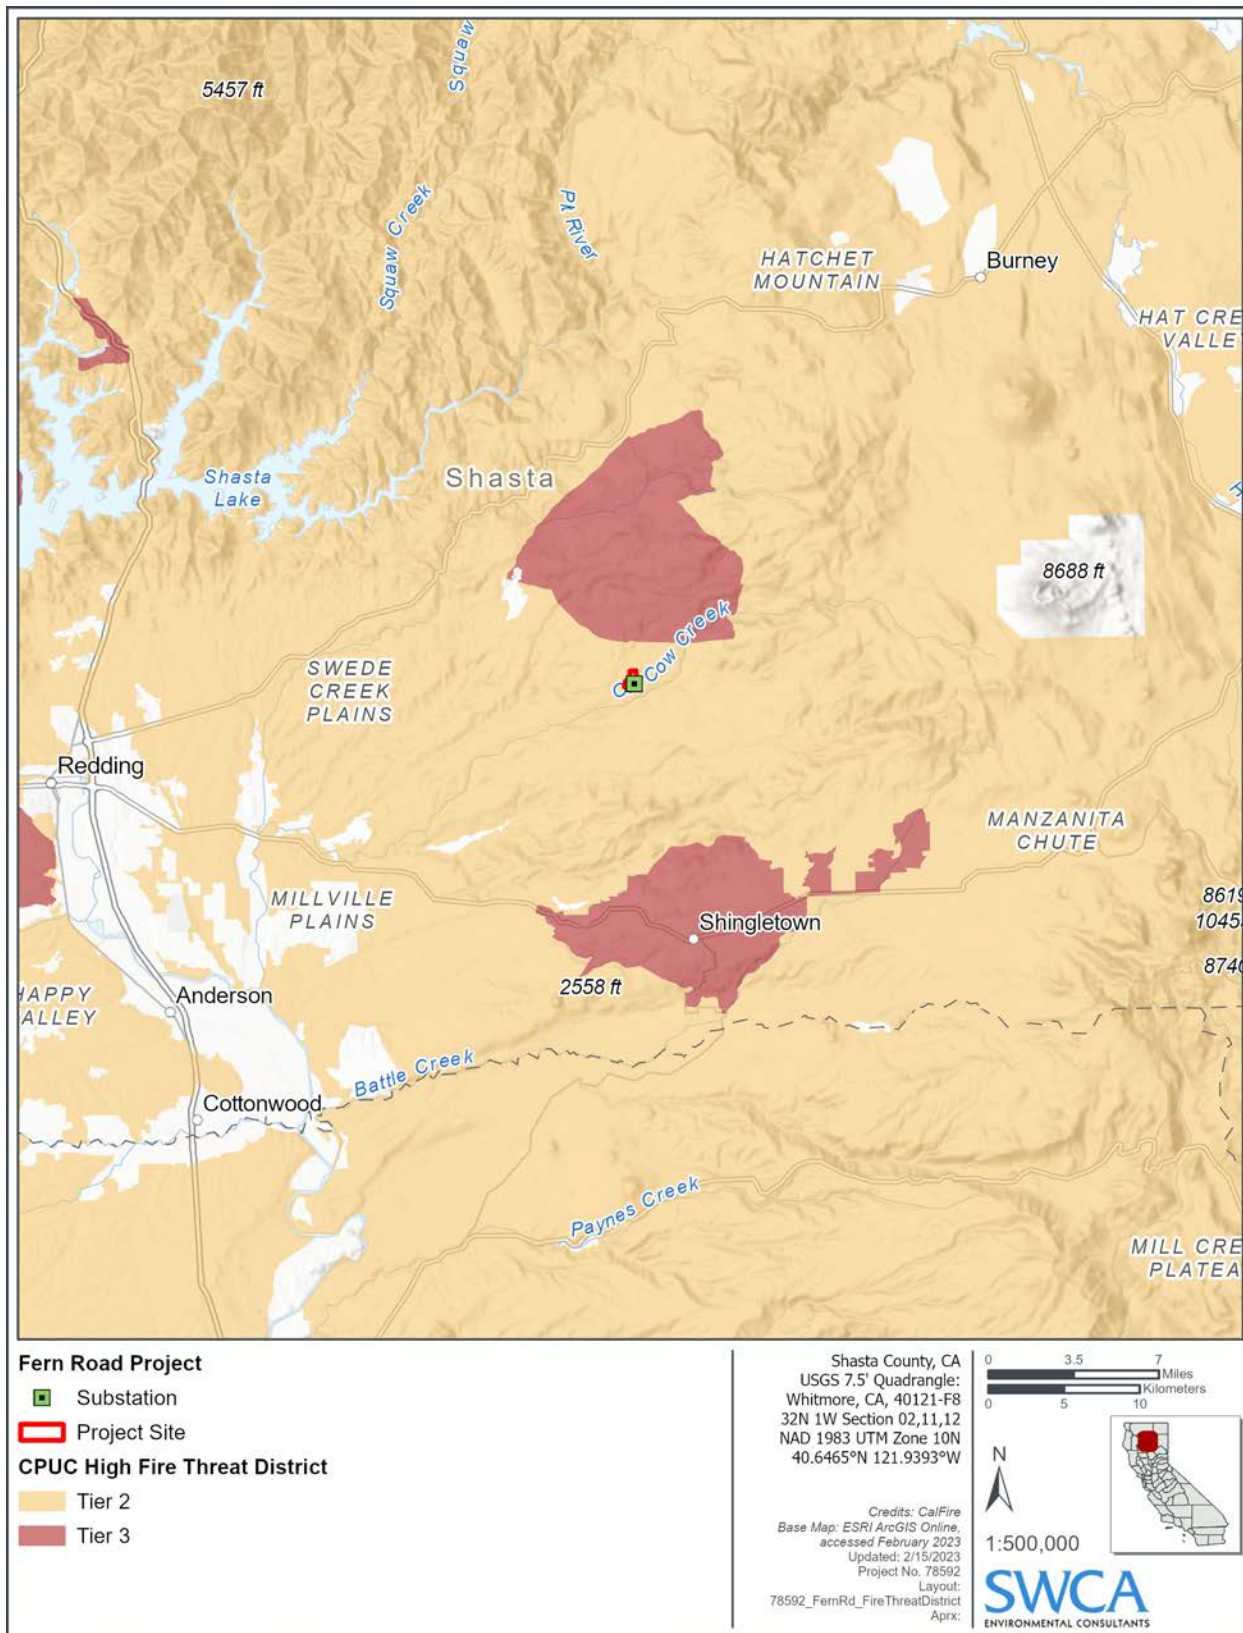 5457 ft
Squaw
Squaw Creek
Pit River
HATCHET
MOUNTAIN
Burney
HAT CRE
VALLEY
Shasta
Shasta
Lake
8688 ft
Cow Creek
SWEDE
CREEK
PLAINS
Redding
MANZANITA
CHUTE
MILLVILLE
PLAINS
8619
1045
8740
Shingletown
2558 ft
HAPPY
ALLEY
Anderson
Battle Creek
Cottonwood
Paynes Creek
MILL CRE
PLATEA
Fern Road Project
Substation
Project Site
CPUC High Fire Threat District
Tier 2
Tier 3
Shasta County, CA
USGS 7.5' Quadrangle:
Whitmore, CA, 40121-F8
32N 1W Section 02,11,12
NAD 1983 UTM Zone 10N
40.6465°N 121.9393°W
Credits: CalFire
Base Map: ESRI ArcGIS Online,
accessed February 2023
Updated: 2/15/2023
Project No. 78592
Layout:
78592_FernRd_FireThreatDistrict
Aprx:
0 3.5 7
Miles
Kilometers
0 5 10
N
1:500,000
SWCA
ENVIRONMENTAL CONSULTANTS